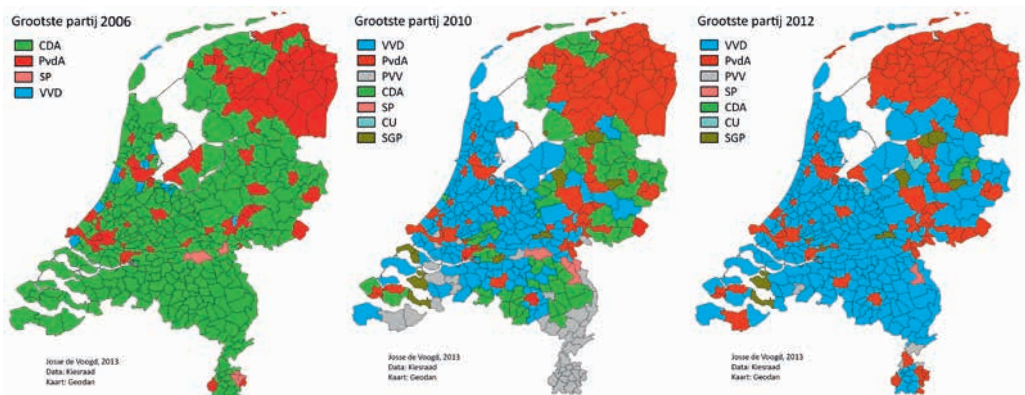 Grootste partij 2006
CDA
PvdA
SP
VVD
Josse de Voogd, 2013
Data: Kiesraad
Kaart: Geodan
Grootste partij 2010
VVD
PvdA
PVV
CDA
SP
CU
SGP
Josse de Voogd, 2013
Data: Kiesraad
Kaart: Geodan
Grootste partij 2012
VVD
PvdA
PVV
CDA
SP
CU
SGP
Josse de Voogd, 2013
Data: Kiesraad
Kaart: Geodan